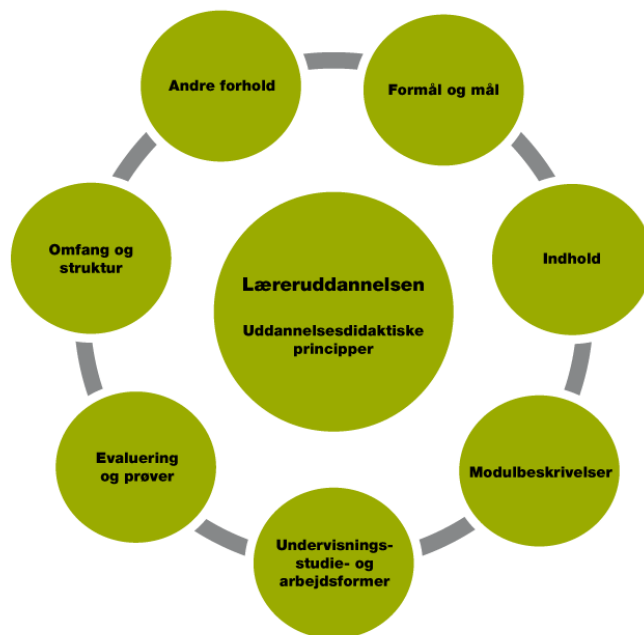 Andre forhold
Formål og mål
Omfang og
struktur
Læreruddannelsen
Uddannelsesdidaktiske
principper
Indhold
Evaluering
og prøver
Modulbeskrivelser
Undervisnings-
studie- og
arbejdsformer